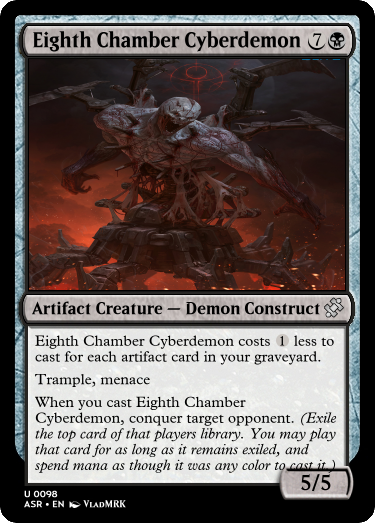 Eighth Chamber Cyberdemon 7
Artifact Creature — Demon Construct
Eighth Chamber Cyberdemon costs 1 less to
cast for each artifact card in your graveyard.
Trample, menace
When you cast Eighth Chamber
Cyberdemon, conquer target opponent. (Exile
the top card of that players library. You may play
that card for as long as it remains exiled, and
spend mana as though it was any color to cast it.)
5/5
U 0098
ASR • EN VladMRK